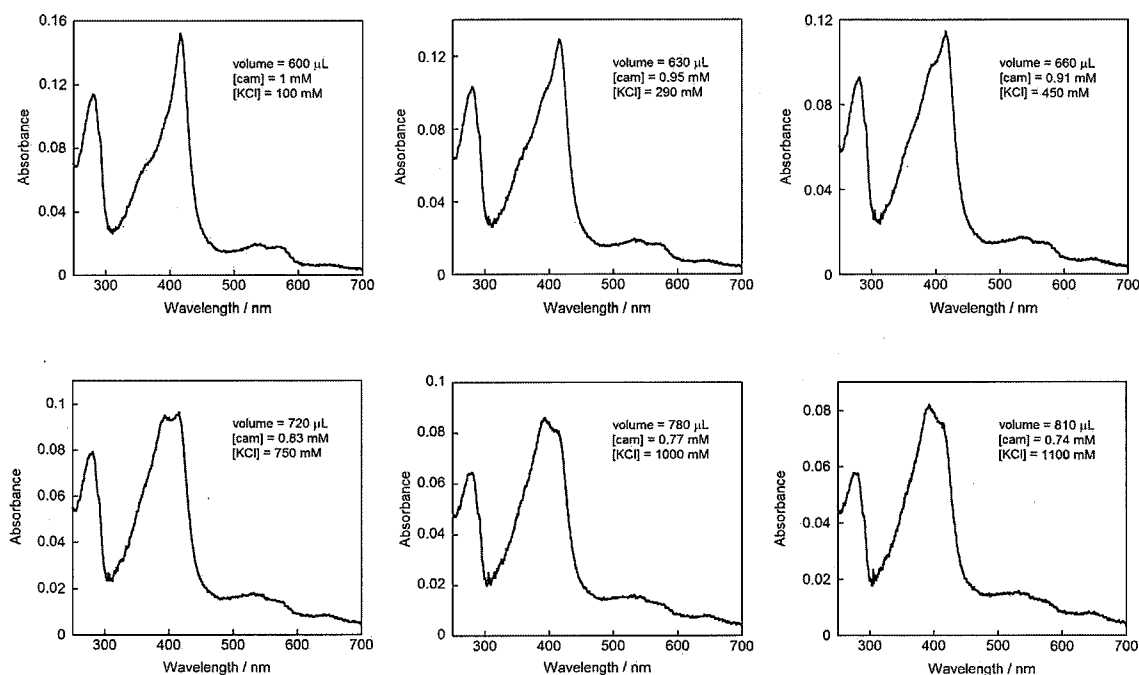 0.16
0.12
0.08
0.04
0
Absorbance
volume = 600 μL
[cam] = 1 mM
[KCl] = 100 mM
300 400 500 600 700
Wavelength / nm
0.12
0.08
0.04
0
Absorbance
volume = 630 μL
[cam] = 0.95 mM
[KCl] = 290 mM
300 400 500 600 700
Wavelength / nm
0.12
0.08
0.04
0
Absorbance
volume = 660 μL
[cam] = 0.91 mM
[KCl] = 450 mM
300 400 500 600 700
Wavelength / nm
0.1
0.08
0.06
0.04
0.02
0
Absorbance
volume = 720 μL
[cam] = 0.83 mM
[KCl] = 750 mM
300 400 500 600 700
Wavelength / nm
0.1
0.08
0.06
0.04
0.02
0
Absorbance
volume = 780 μL
[cam] = 0.77 mM
[KCl] = 1000 mM
300 400 500 600 700
Wavelength / nm
0.08
0.06
0.04
0.02
0
Absorbance
volume = 810 μL
[cam] = 0.74 mM
[KCl] = 1100 mM
300 400 500 600 700
Wavelength / nm